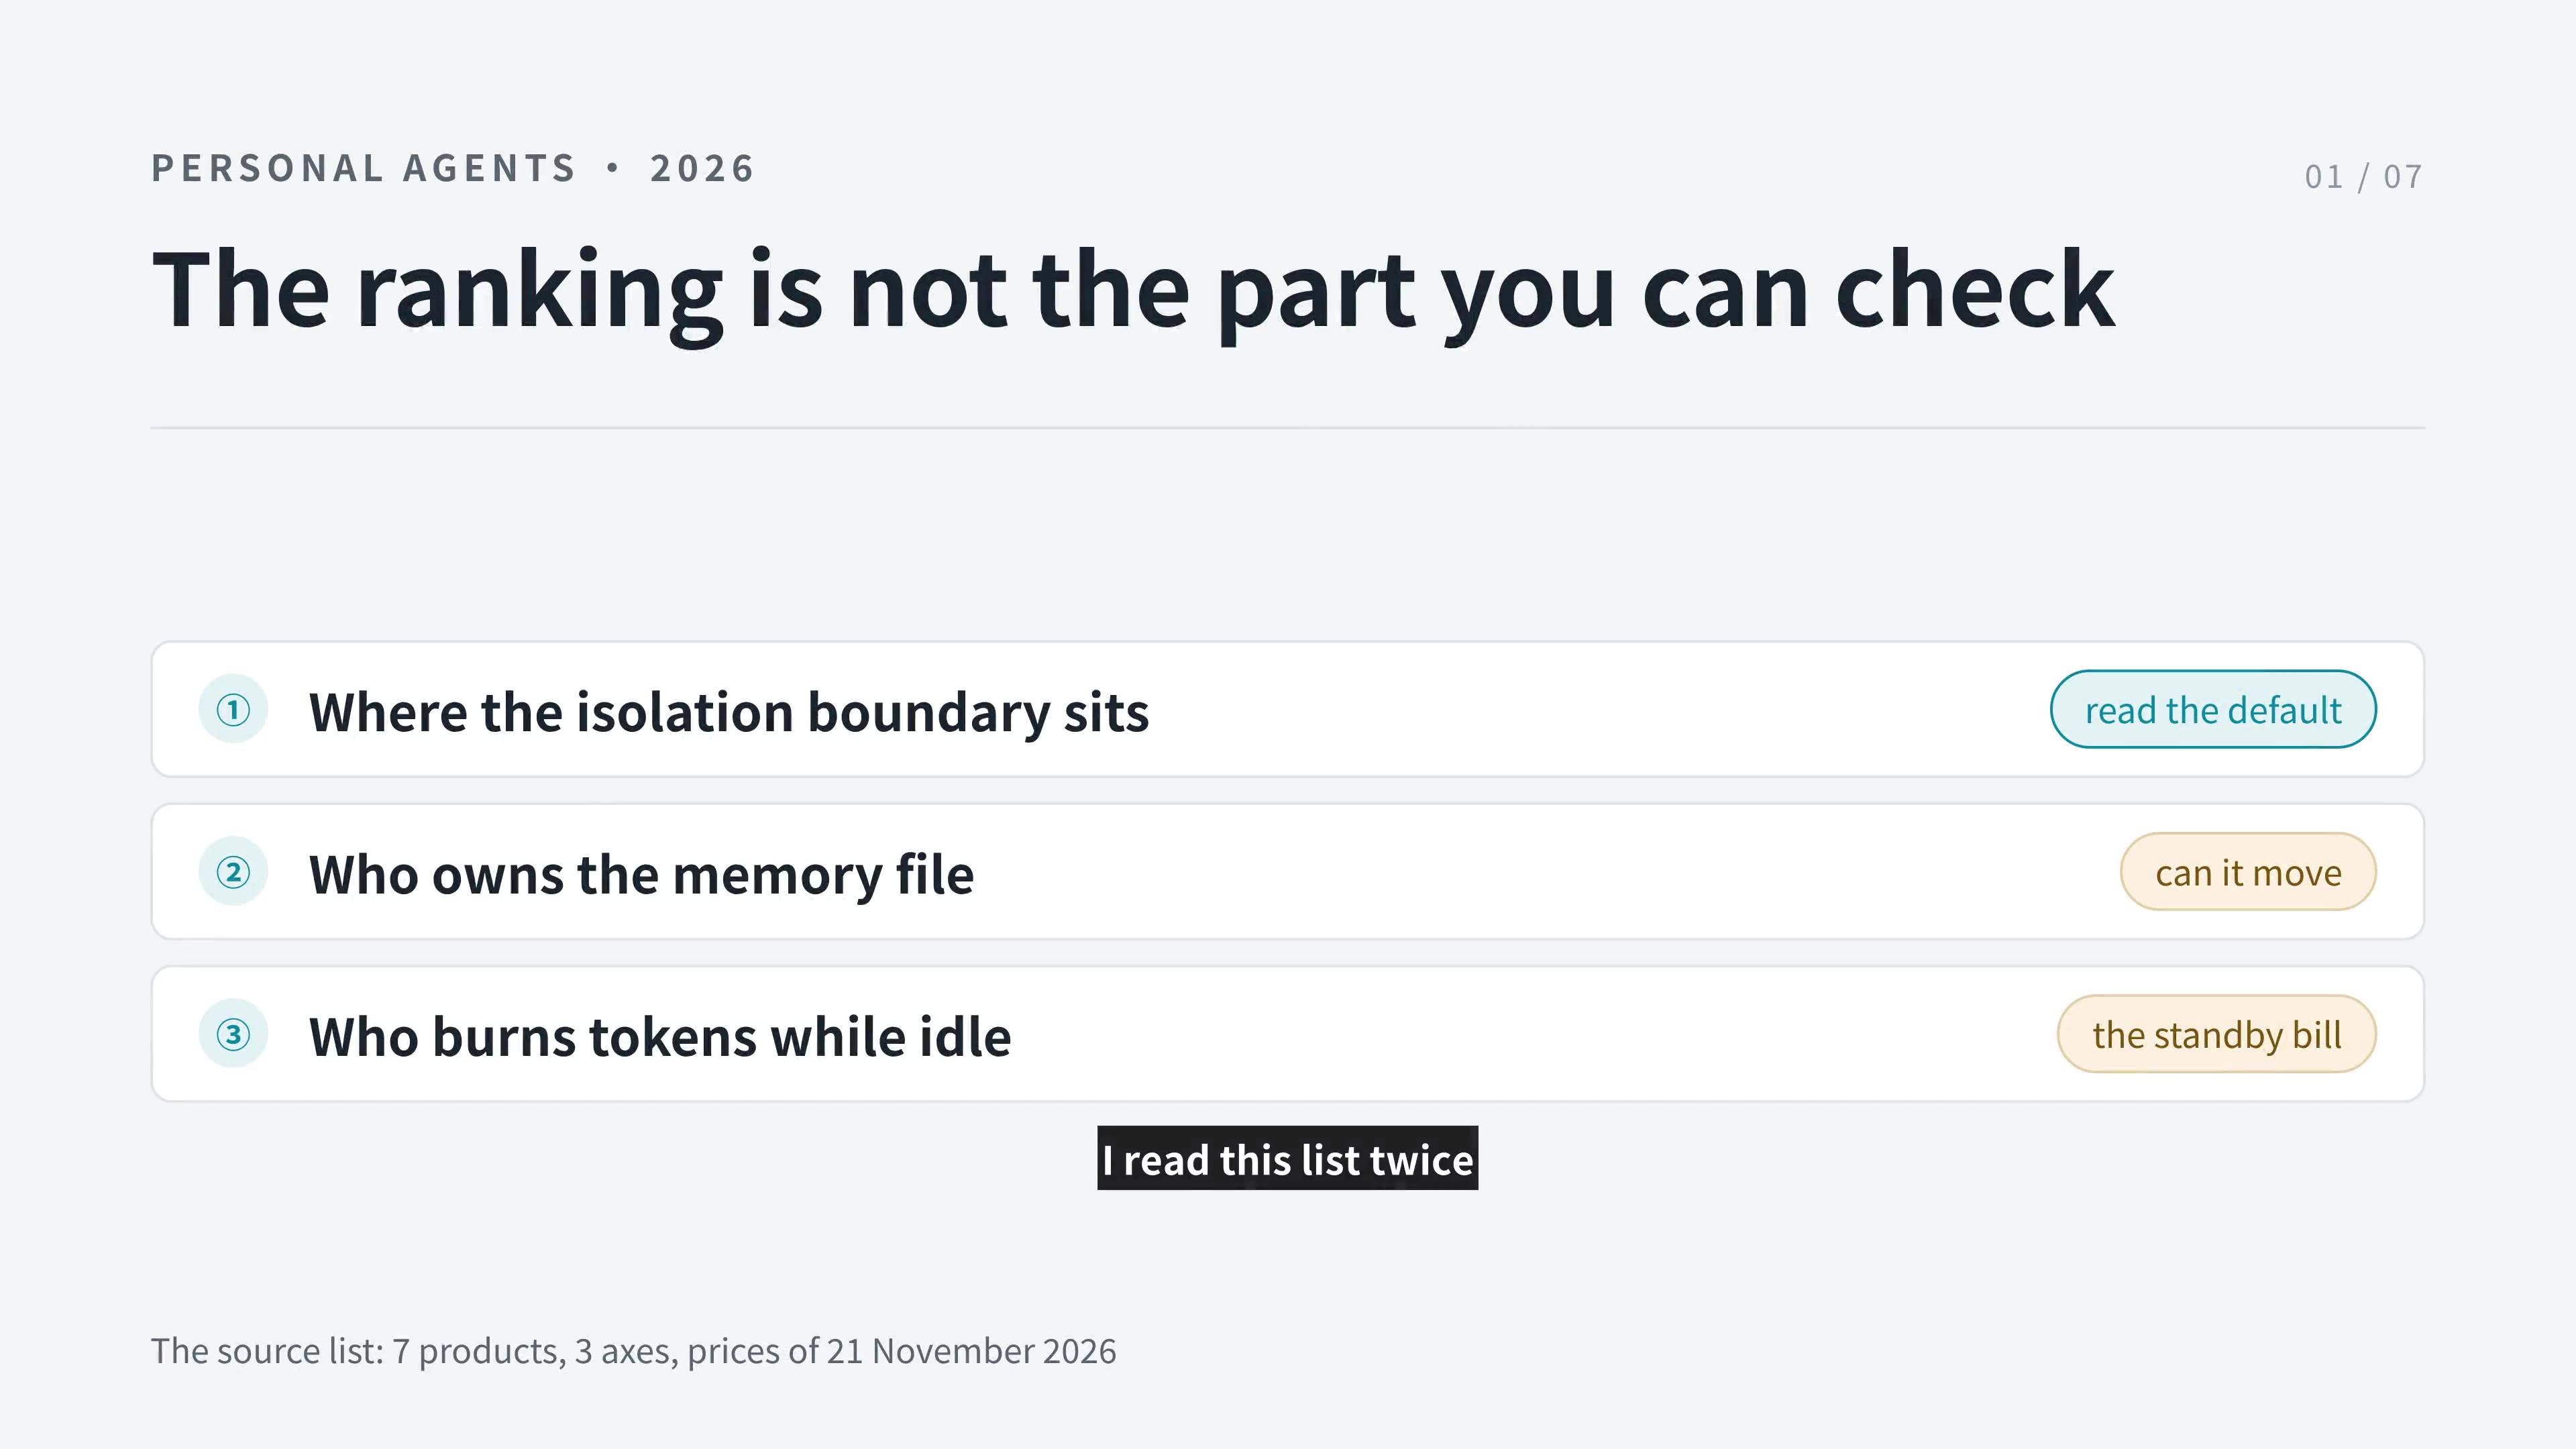 PERSONAL AGENTS • 2026
01 / 07
The ranking is not the part you can check
① Where the isolation boundary sits
read the default
② Who owns the memory file
can it move
③ Who burns tokens while idle
the standby bill
I read this list twice
The source list: 7 products, 3 axes, prices of 21 November 2026